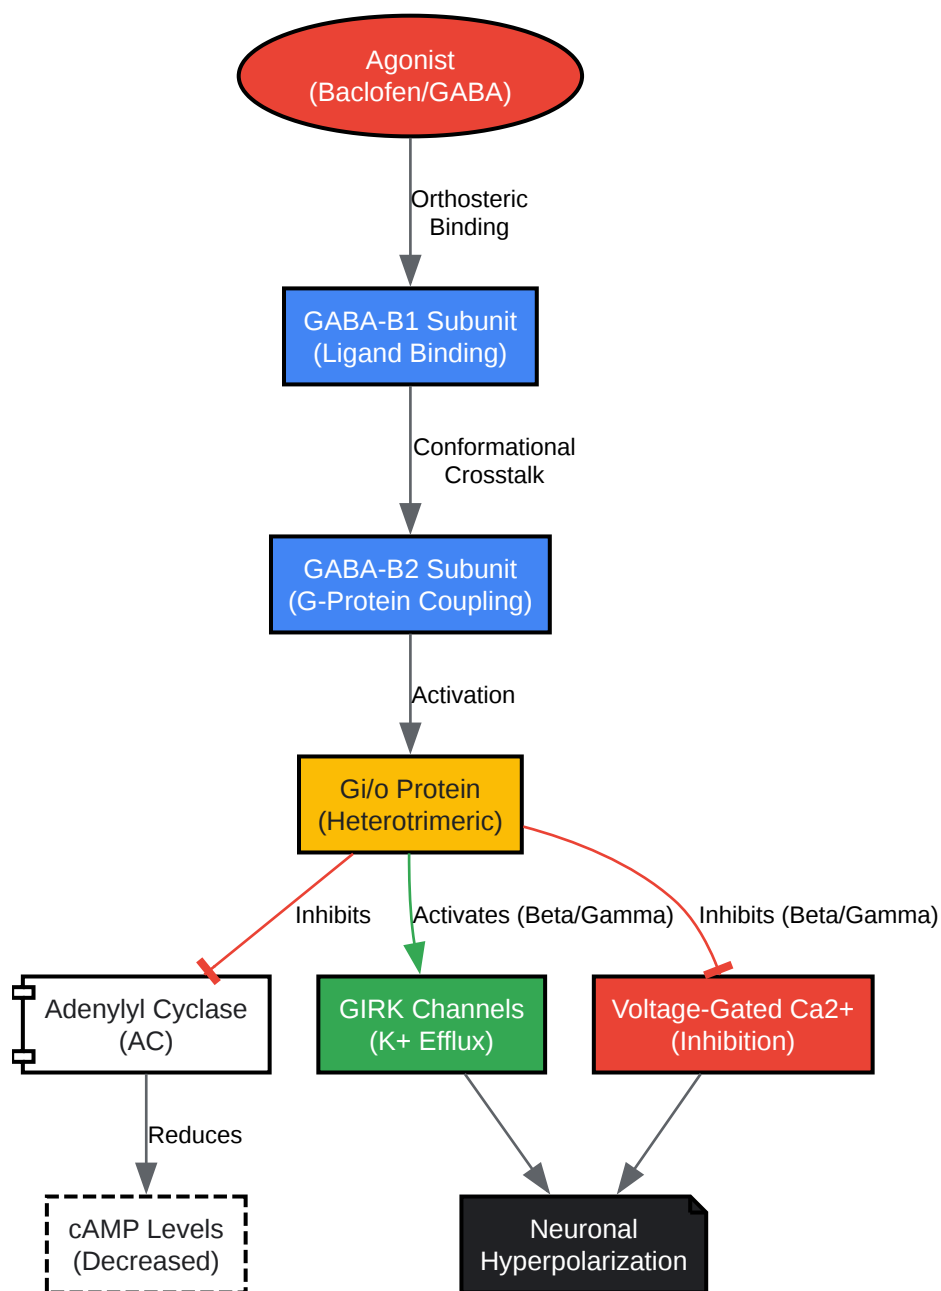 Agonist
(Baclofen/GABA)
Orthosteric
Binding
GABA-B1 Subunit
(Ligand Binding)
Conformational
Crosstalk
GABA-B2 Subunit
(G-Protein Coupling)
Activation
Gi/o Protein
(Heterotrimeric)
Inhibits
Activates (Beta/Gamma)
Inhibits (Beta/Gamma)
Adenylyl Cyclase
(AC)
GIRK Channels
(K+ Efflux)
Voltage-Gated Ca2+
(Inhibition)
Reduces
cAMP Levels
(Decreased)
Neuronal
Hyperpolarization